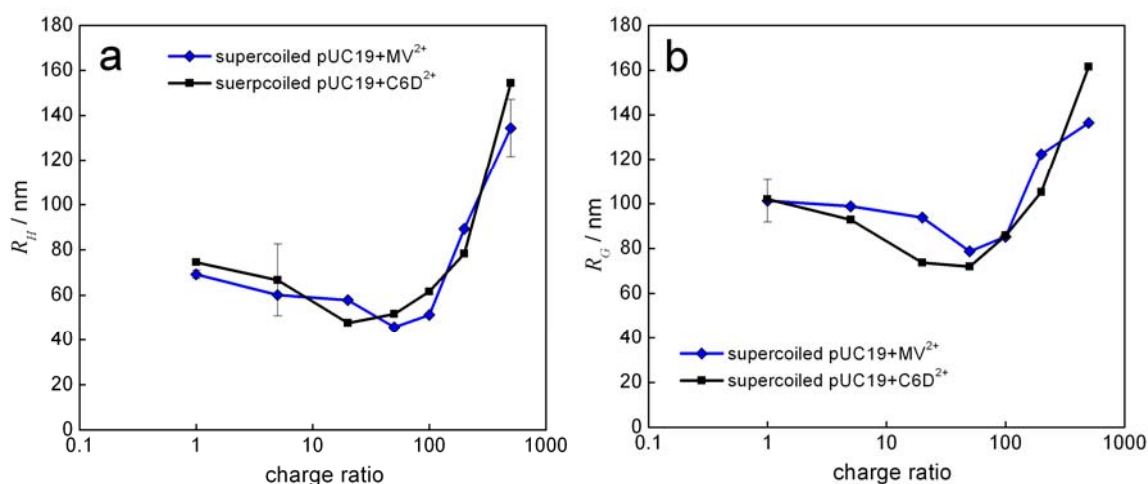 a
supercoiled pUC19+MV²⁺
suerpcoiled pUC19+C6D²⁺
R_H / nm
180
160
140
120
100
80
60
40
20
0
0.1 1 10 100 1000
charge ratio
b
R_G / nm
180
160
140
120
100
80
60
40
20
0
supercoiled pUC19+MV²⁺
supercoiled pUC19+C6D²⁺
0.1 1 10 100 1000
charge ratio